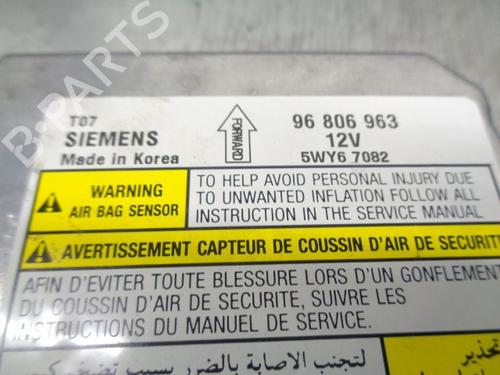 T07
SIEMENS
Made in Korea
FORWARD
96 806 963
12V
5WY6 7082
WARNING
AIR BAG SENSOR
TO HELP AVOID PERSONAL INJURY DUE
TO UNWANTED INFLATION FOLLOW ALL
INSTRUCTION IN THE SERVICE MANUAL
AVERTISSEMENT CAPTEUR DE COUSSIN D'AIR DE SECURITE
AFIN D'EVITER TOUTE BLESSURE LORS D'UN GONFLEMENT
DU COUSSIN D'AIR DE SECURITE, SUIVRE LES
INSTRUCTIONS DU MANUEL DE SERVICE.
تحذير
لتجنب الاصابة بالضرر بسبب تضخم
B-PARTS